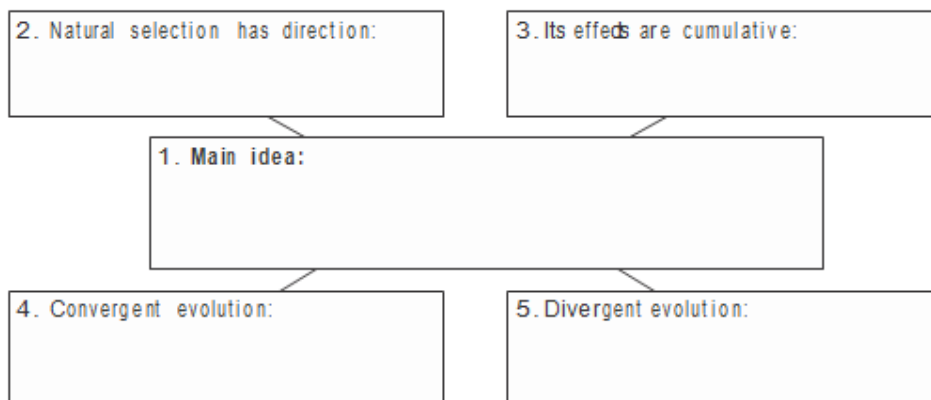 2. Natural selection has direction:
3. Its effects are cumulative:
1. Main idea:
4. Convergent evolution:
5. Divergent evolution: